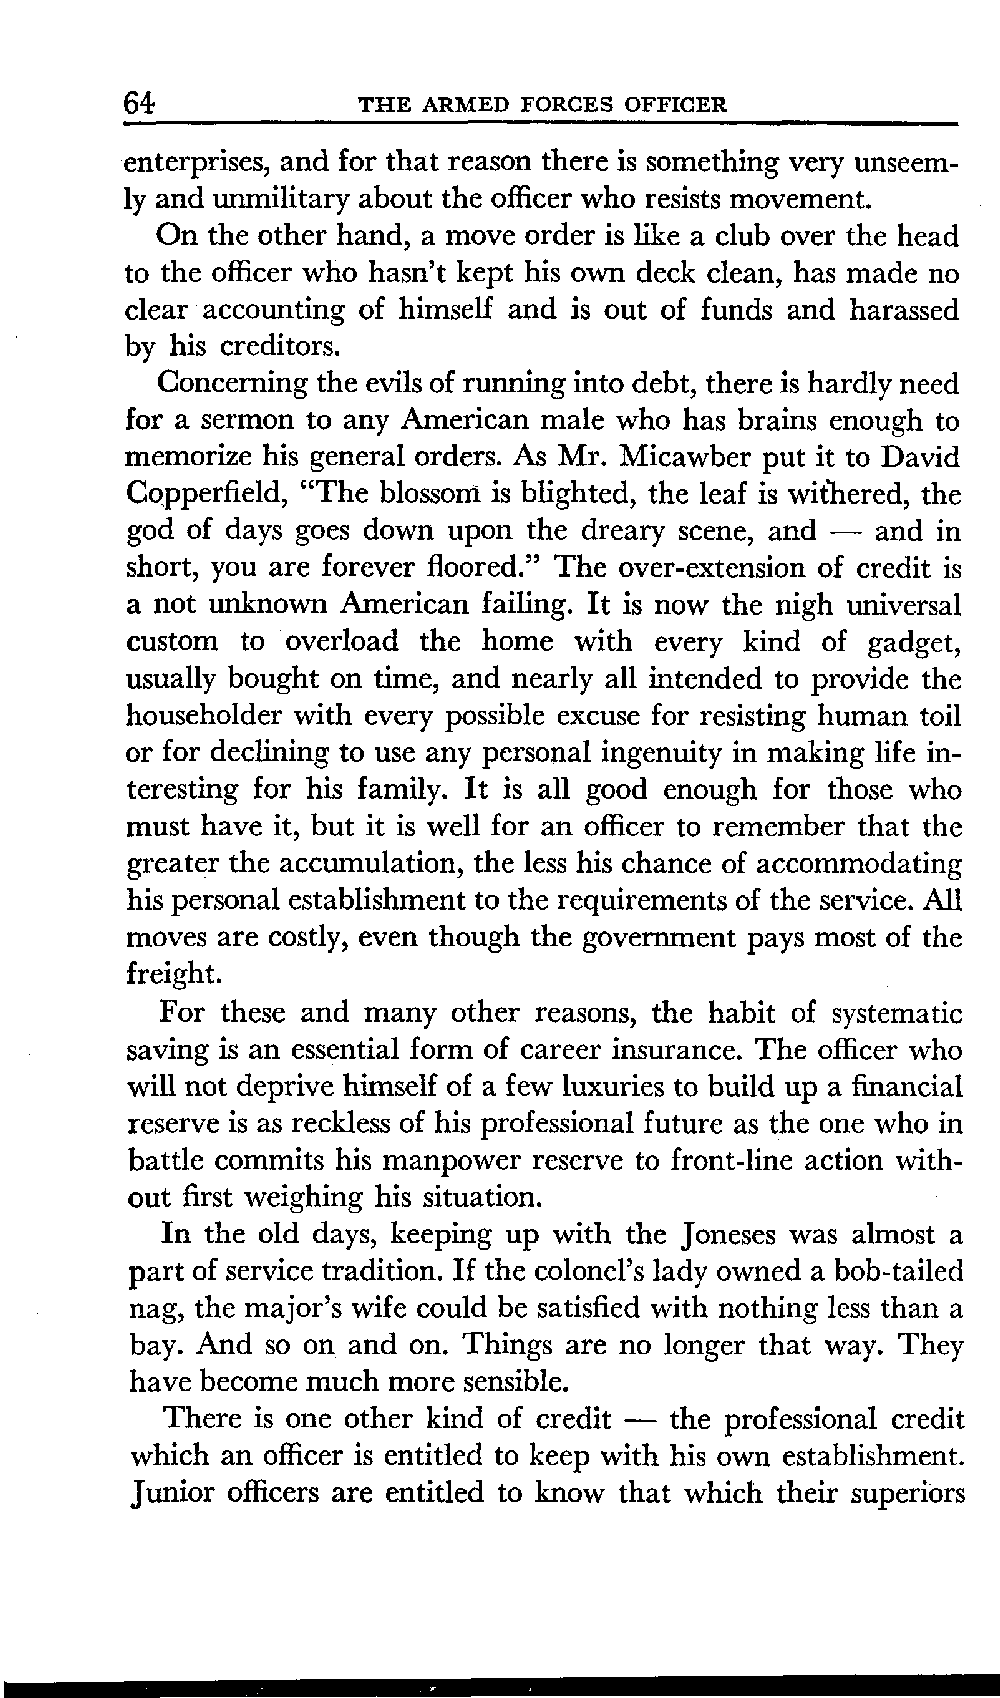 64 THE ARMED FORCES OFFICER
enterprises, and for that reason there is something very unseem-
ly and unmilitary about the officer who resists movement.
On the other hand, a move order is like a club over the head
to the officer who hasn't kept his own deck clean, has made no
clear accounting of himself and is out of funds and harassed
by his creditors.
Concerning the evils of running into debt, there is hardly need
for a sermon to any American male who has brains enough to
memorize his general orders. As Mr. Micawber put it to David
Copperfield, “The blossom is blighted, the leaf is withered, the
god of days goes down upon the dreary scene, and — and in
short, you are forever floored.” The over-extension of credit is
a not unknown American failing. It is now the nigh universal
custom to overload the home with every kind of gadget,
usually bought on time, and nearly all intended to provide the
householder with every possible excuse for resisting human toil
or for declining to use any personal ingenuity in making life in-
teresting for his family. It is all good enough for those who
must have it, but it is well for an officer to remember that the
greater the accumulation, the less his chance of accommodating
his personal establishment to the requirements of the service. All
moves are costly, even though the government pays most of the
freight.
For these and many other reasons, the habit of systematic
saving is an essential form of career insurance. The officer who
will not deprive himself of a few luxuries to build up a financial
reserve is as reckless of his professional future as the one who in
battle commits his manpower reserve to front-line action with-
out first weighing his situation.
In the old days, keeping up with the Joneses was almost a
part of service tradition. If the colonel's lady owned a bob-tailed
nag, the major's wife could be satisfied with nothing less than a
bay. And so on and on. Things are no longer that way. They
have become much more sensible.
There is one other kind of credit — the professional credit
which an officer is entitled to keep with his own establishment.
Junior officers are entitled to know that which their superiors